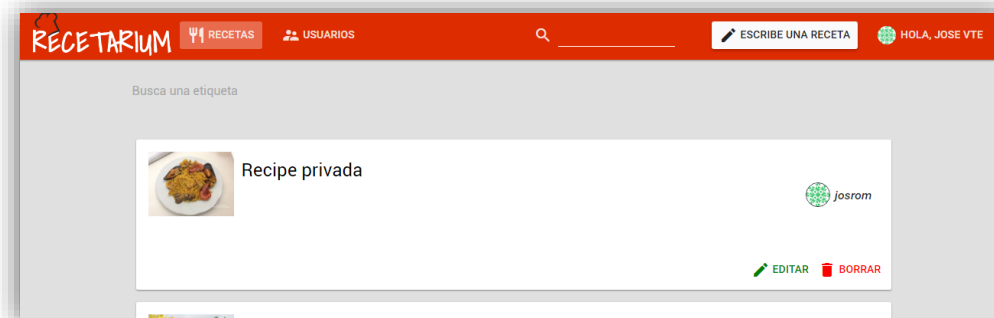 RECETARIUM RECETAS USUARIOS ESCRIBE UNA RECETA HOLA, JOSE VTE
Busca una etiqueta
Recipe privada
josrom
EDITAR BORRAR